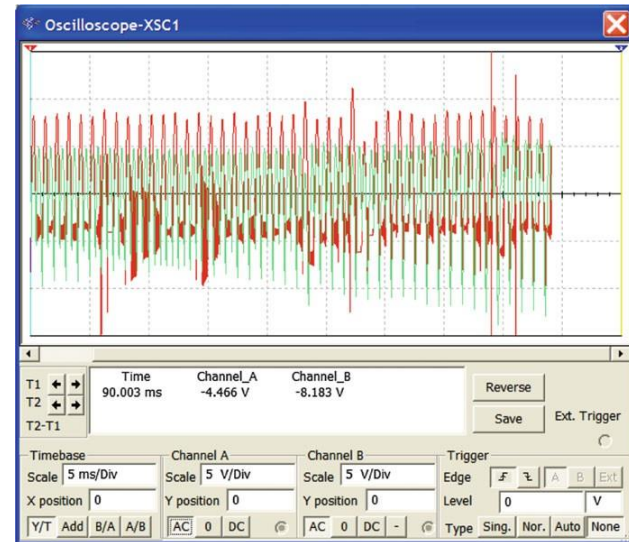 Oscilloscope-XSC1
Time Channel_A Channel_B
T1 90.003 ms -4.466 V -8.183 V
T2
T2-T1
Reverse
Save
Ext. Trigger
Timebase
Scale 5 ms/Div
X position 0
Y/T Add B/A A/B
Channel A
Scale 5 V/Div
Y position 0
AC 0 DC
Channel B
Scale 5 V/Div
Y position 0
AC 0 DC -
Trigger
Edge A B Ext
Level 0 V
Type Sing. Nor. Auto None